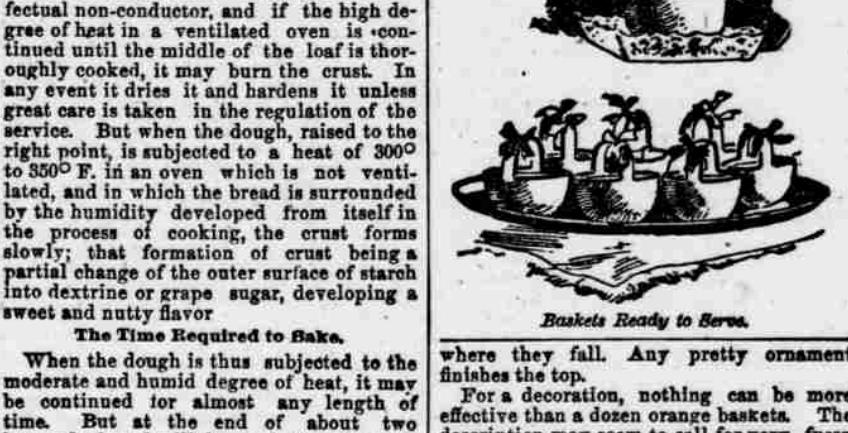 fectual non-conductor, and if the high de-
gree of heat in a ventilated oven is con-
tinued until the middle of the loaf is thor-
oughly cooked, it may burn the crust. In
any event it dries it and hardens it unless
great care is taken in the regulation of the
service. But when the dough, raised to the
right point, is subjected to a heat of 300°
to 350° F. in an oven which is not venti-
lated, and in which the bread is surrounded
by the humidity developed from itself in
the process of cooking, the crust forms
slowly; that formation of crust being a
partial change of the outer surface of starch
into dextrine or grape sugar, developing a
sweet and nutty flavor
The Time Required to Bake.
When the dough is thus subjected to the
moderate and humid degree of heat, it may
be continued for almost any length of
time. But at the end of about two
Baskets Ready to Serve.
where they fall. Any pretty ornament
finishes the top.
For a decoration, nothing can be more
effective than a dozen orange baskets. The